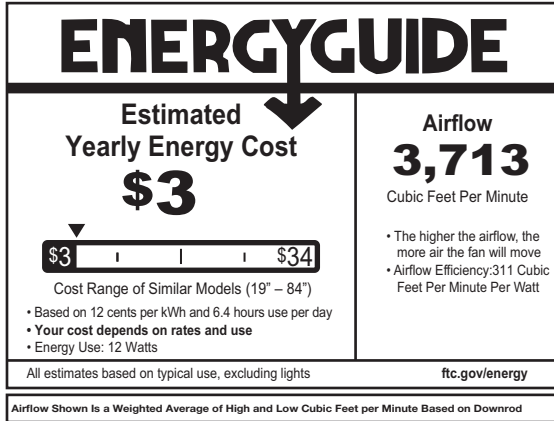 ENERGYGUIDE
Estimated
Yearly Energy Cost
$3
$3
$34
Cost Range of Similar Models (19” – 84”)
• Based on 12 cents per kWh and 6.4 hours use per day
• Your cost depends on rates and use
• Energy Use: 12 Watts
Airflow
3,713
Cubic Feet Per Minute
• The higher the airflow, the
more air the fan will move
• Airflow Efficiency:311 Cubic
Feet Per Minute Per Watt
All estimates based on typical use, excluding lights
ftc.gov/energy
Airflow Shown Is a Weighted Average of High and Low Cubic Feet per Minute Based on Downrod